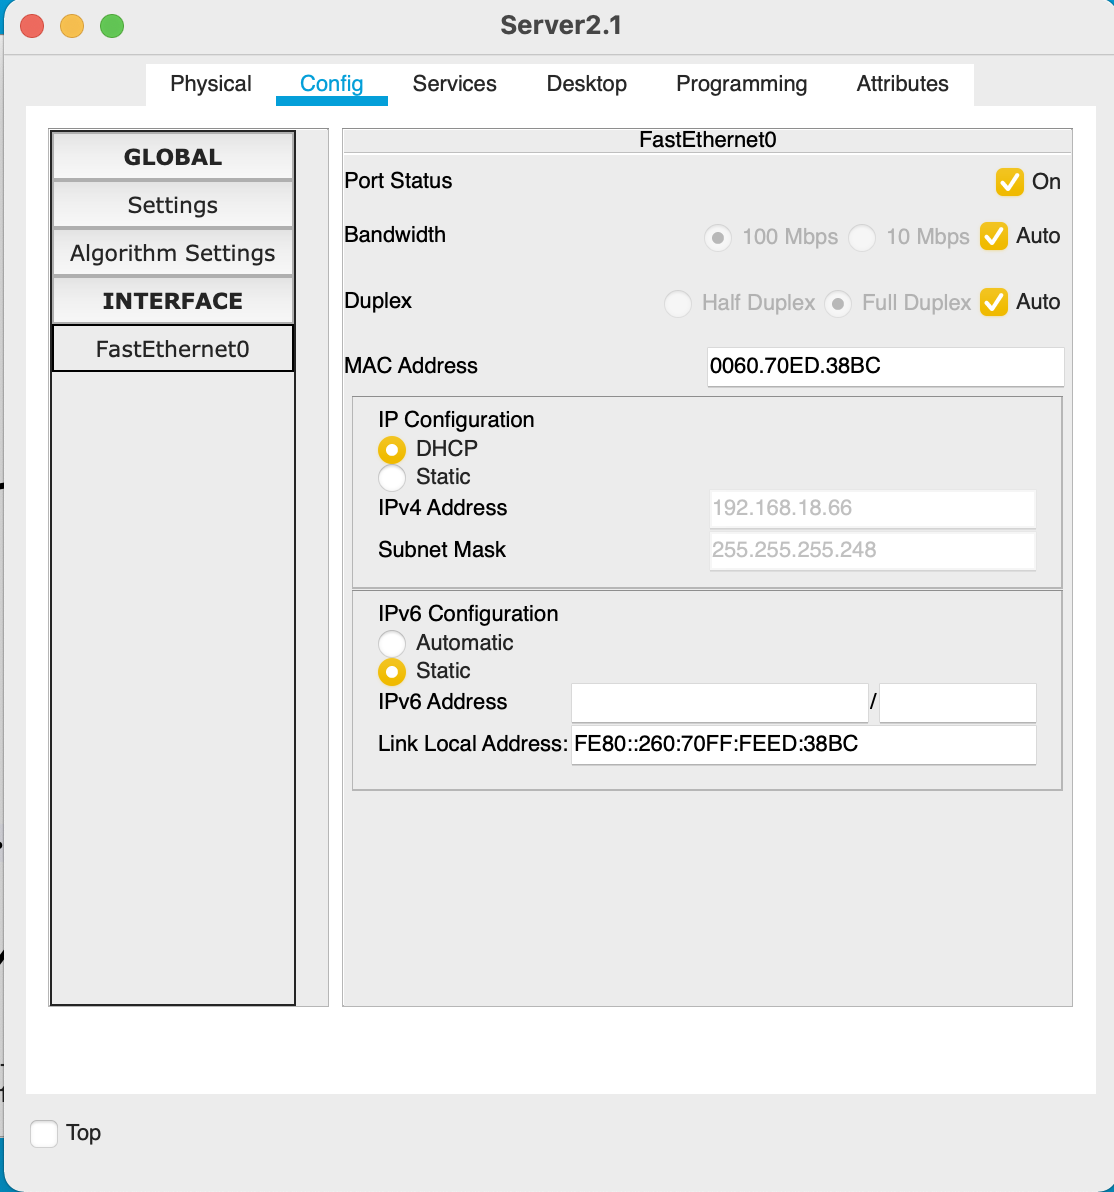 Server2.1
Physical Config Services Desktop Programming Attributes
GLOBAL
Settings
Algorithm Settings
INTERFACE
FastEthernet0
FastEthernet0
Port Status On
Bandwidth 100 Mbps 10 Mbps Auto
Duplex Half Duplex Full Duplex Auto
MAC Address 0060.70ED.38BC
IP Configuration
DHCP
Static
IPv4 Address 192.168.18.66
Subnet Mask 255.255.255.248
IPv6 Configuration
Automatic
Static
IPv6 Address /
Link Local Address: FE80::260:70FF:FEED:38BC
Top